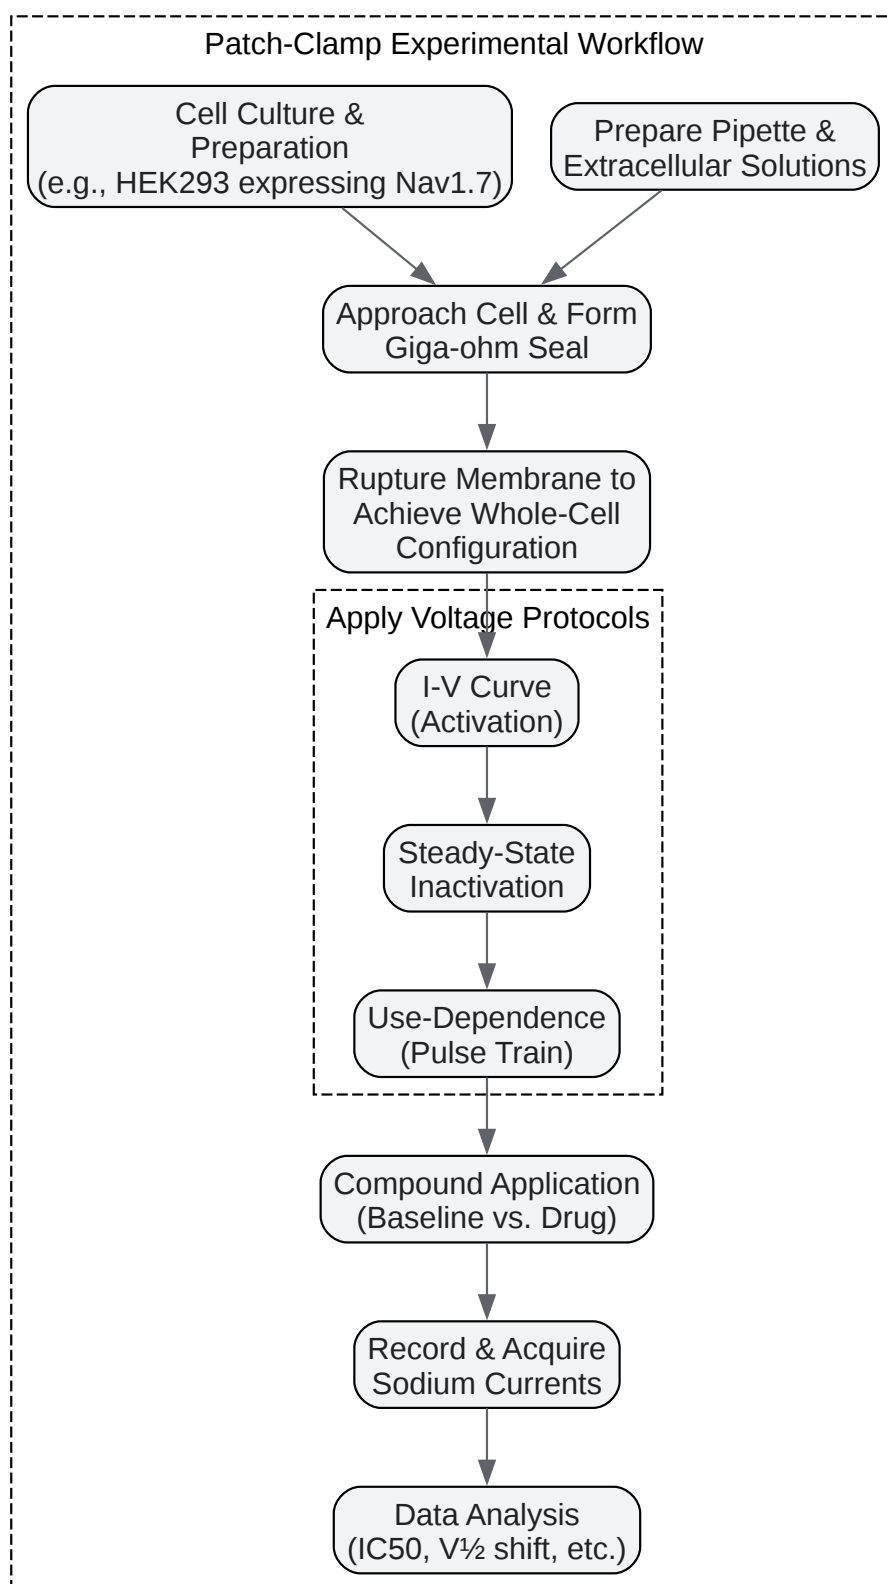 Patch-Clamp Experimental Workflow
Cell Culture &
Preparation
(e.g., HEK293 expressing Nav1.7)
Prepare Pipette &
Extracellular Solutions
Approach Cell & Form
Giga-ohm Seal
Rupture Membrane to
Achieve Whole-Cell
Configuration
Apply Voltage Protocols
I-V Curve
(Activation)
Steady-State
Inactivation
Use-Dependence
(Pulse Train)
Compound Application
(Baseline vs. Drug)
Record & Acquire
Sodium Currents
Data Analysis
(IC50, V½ shift, etc.)